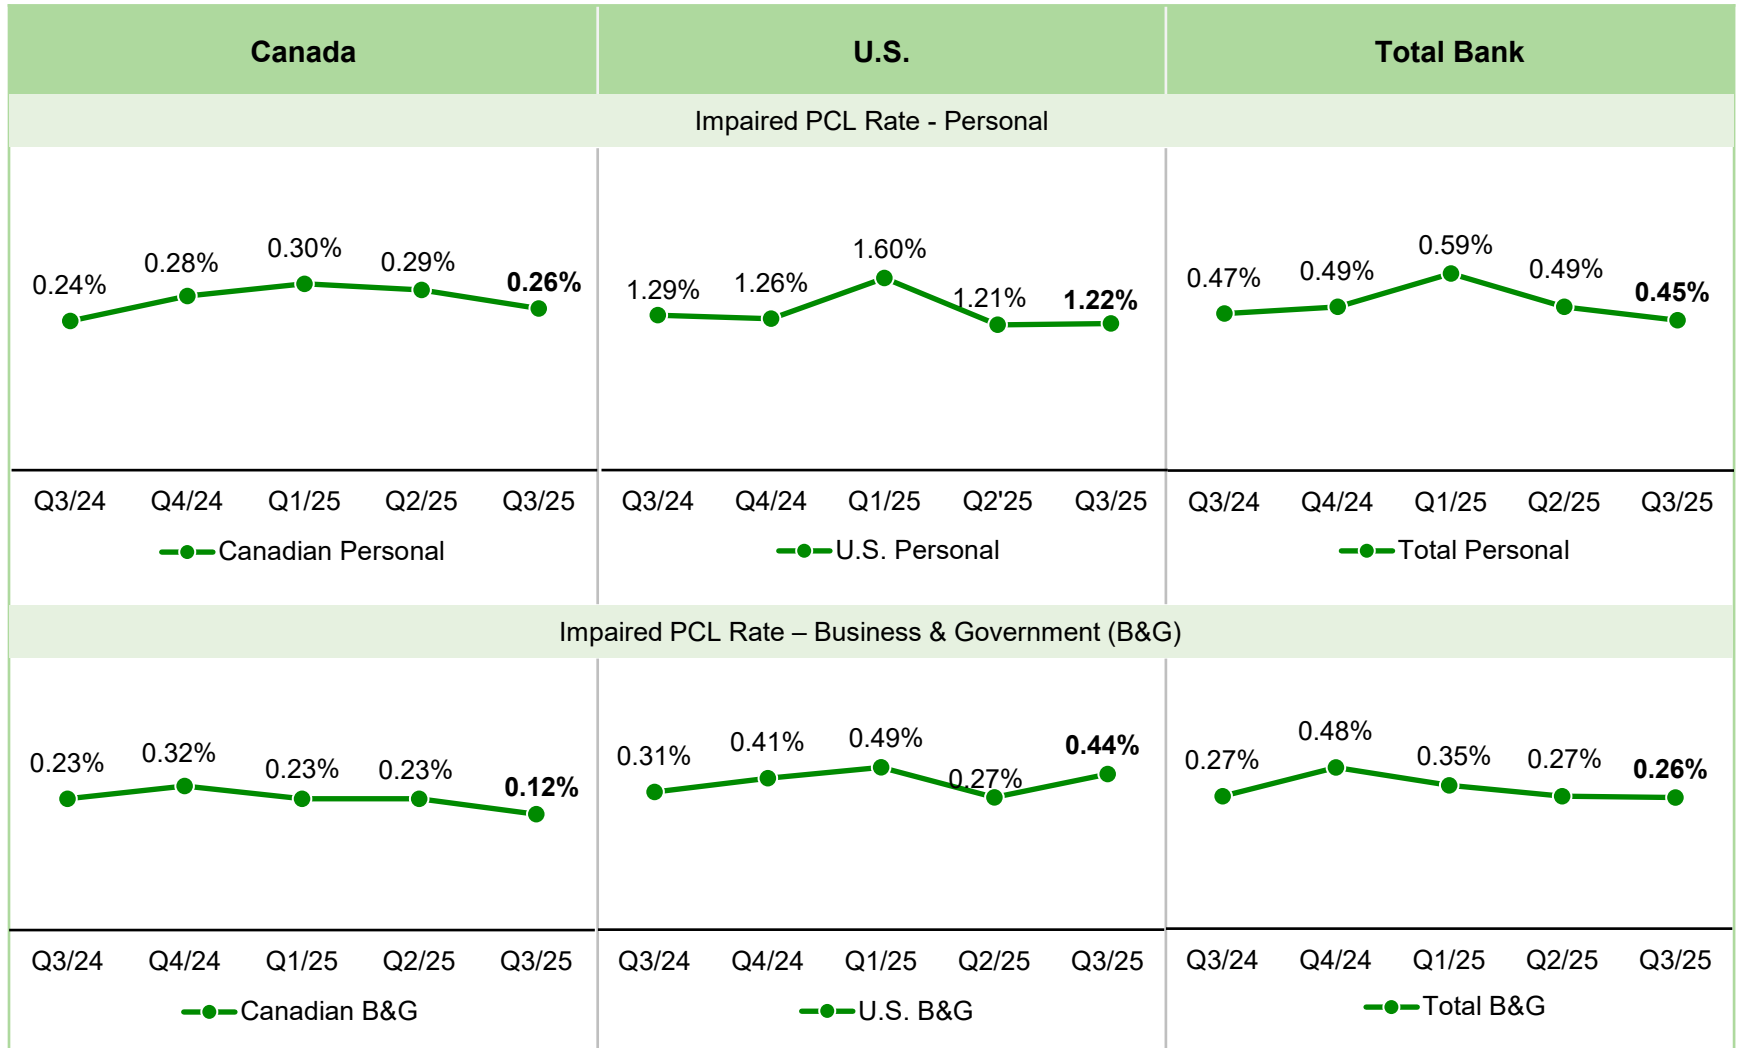 Canada
U.S.
Total Bank
Impaired PCL Rate - Personal
0.24%
0.28%
0.30%
0.29%
0.26%
Q3/24 Q4/24 Q1/25 Q2/25 Q3/25
Canadian Personal
1.29%
1.26%
1.60%
1.21%
1.22%
Q3/24 Q4/24 Q1/25 Q2'25 Q3/25
U.S. Personal
0.47%
0.49%
0.59%
0.49%
0.45%
Q3/24 Q4/24 Q1/25 Q2/25 Q3/25
Total Personal
Impaired PCL Rate – Business & Government (B&G)
0.23%
0.32%
0.23%
0.23%
0.12%
Q3/24 Q4/24 Q1/25 Q2/25 Q3/25
Canadian B&G
0.31%
0.41%
0.49%
0.27%
0.44%
Q3/24 Q4/24 Q1/25 Q2/25 Q3/25
U.S. B&G
0.27%
0.48%
0.35%
0.27%
0.26%
Q3/24 Q4/24 Q1/25 Q2/25 Q3/25
Total B&G